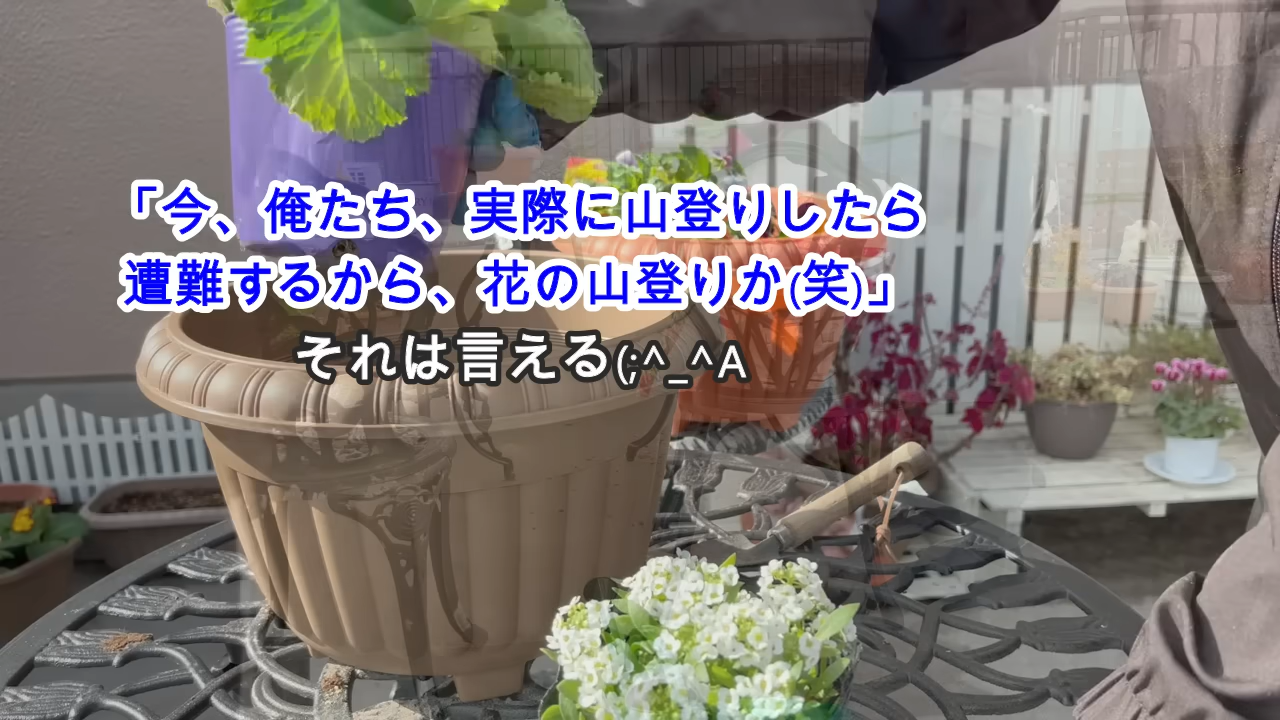 「今、俺たち、実際に山登りしたら
遭難するから、花の山登りか(笑)」
それは言える(;^_^A